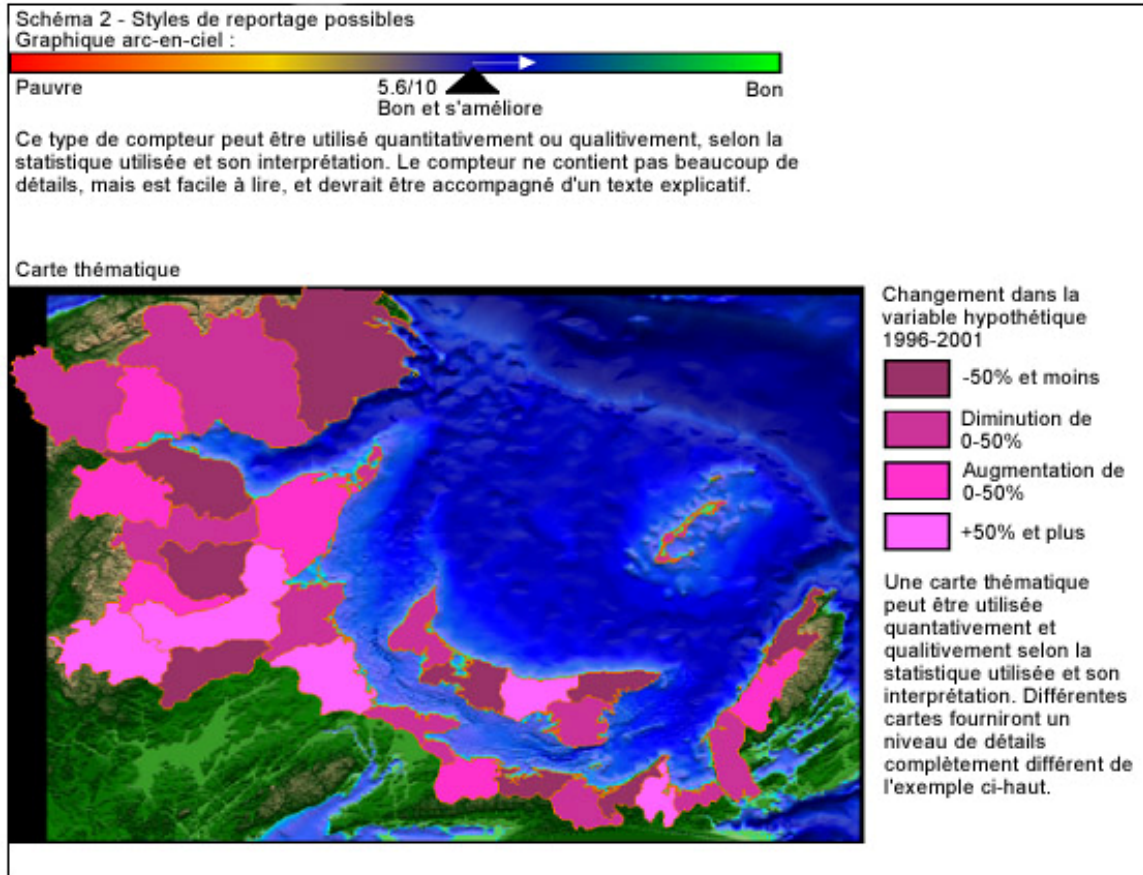 Schéma 2 - Styles de reportage possibles
Graphique arc-en-ciel :
Pauvre
5.6/10
Bon
Bon et s'améliore
Ce type de compteur peut être utilisé quantitativement ou qualitivement, selon la
statistique utilisée et son interprétation. Le compteur ne contient pas beaucoup de
détails, mais est facile à lire, et devrait être accompagné d'un texte explicatif.
Carte thématique
Changement dans la
variable hypothétique
1996-2001
-50% et moins
Diminution de
0-50%
Augmentation de
0-50%
+50% et plus
Une carte thématique
peut être utilisée
quantativement et
qualitivement selon la
statistique utilisée et son
interprétation. Différentes
cartes fourniront un
niveau de détails
complètement différent de
l'exemple ci-haut.